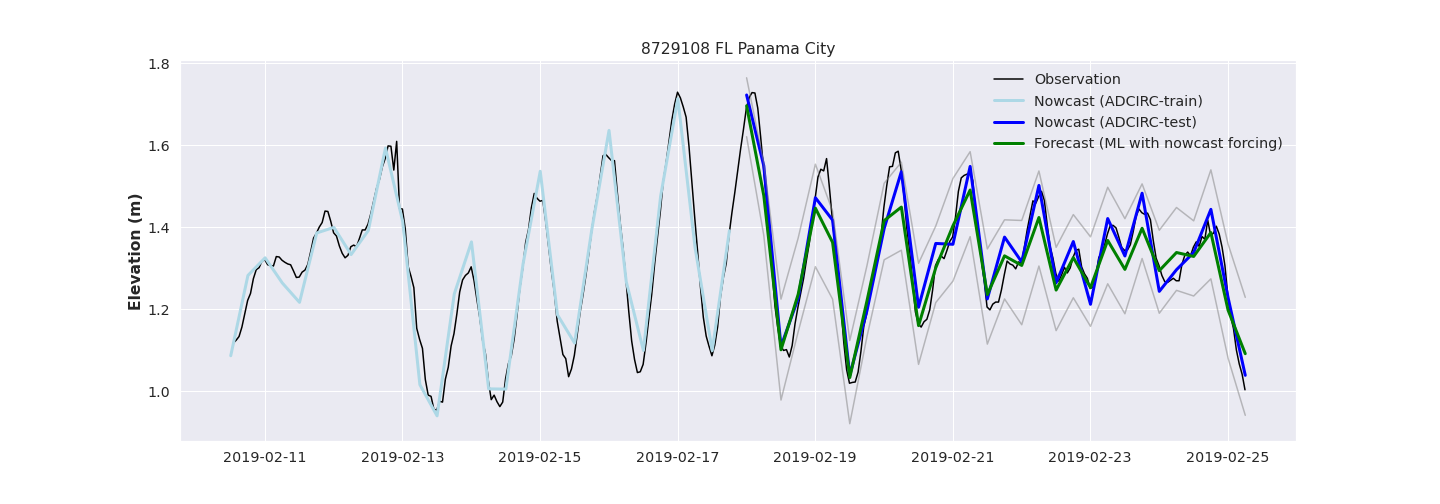 8729108 FL Panama City
Elevation (m)
1.8
1.6
1.4
1.2
1.0
Observation
Nowcast (ADCIRC-train)
Nowcast (ADCIRC-test)
Forecast (ML with nowcast forcing)
2019-02-11 2019-02-13 2019-02-15 2019-02-17 2019-02-19 2019-02-21 2019-02-23 2019-02-25